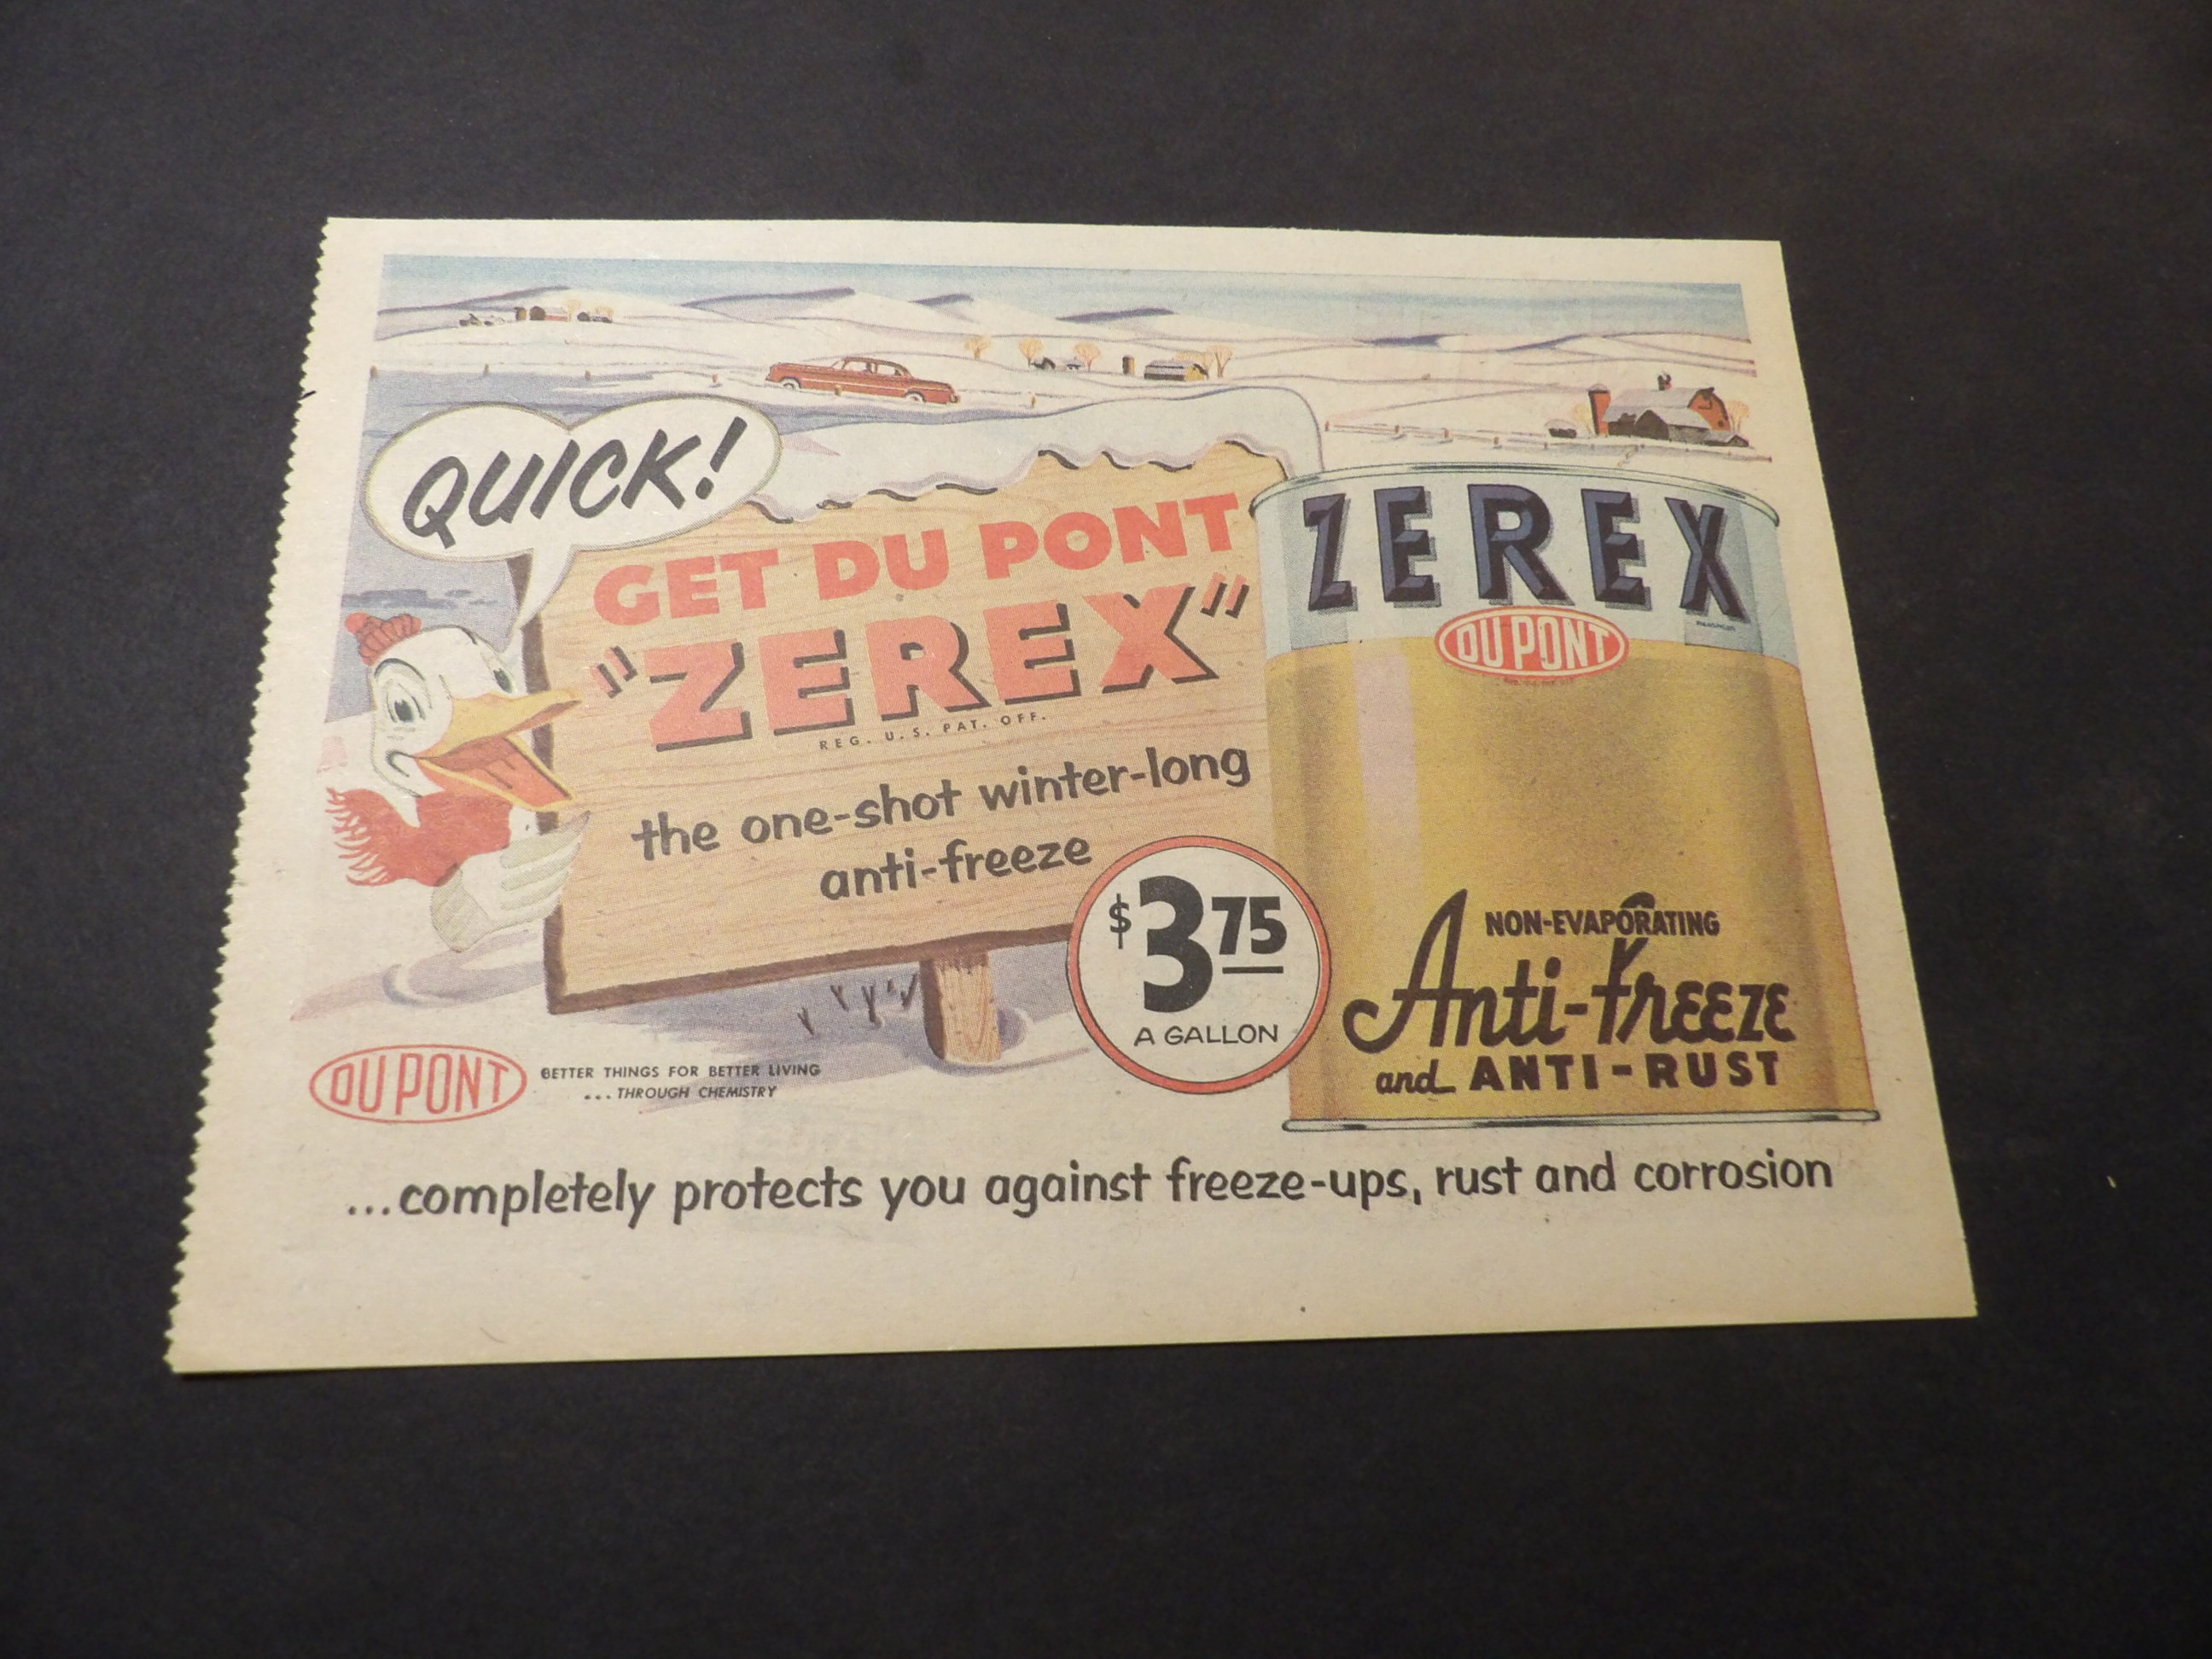 QUICK!
GET DU PONT
"ZEREX"
REG. U.S. PAT. OFF.
the one-shot winter-long
anti-freeze
$3 75
A GALLON
ZEREX
DU PONT
NON-EVAPORATING
Anti-Freeze
and ANTI-RUST
DU PONT
BETTER THINGS FOR BETTER LIVING
...THROUGH CHEMISTRY
...completely protects you against freeze-ups, rust and corrosion